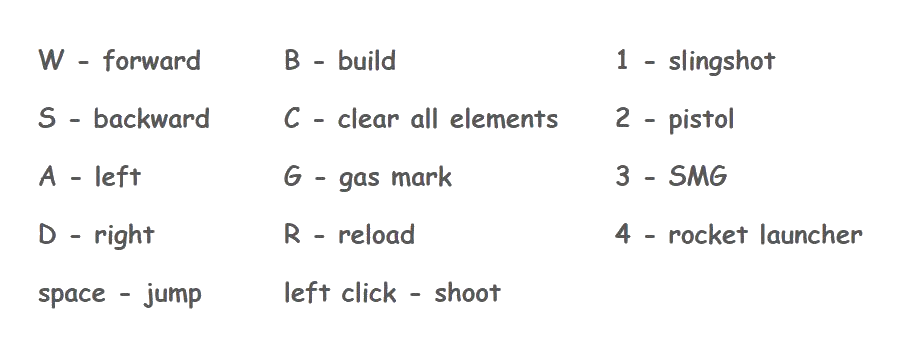 W - forward
S - backward
A - left
D - right
space - jump
B - build
C - clear all elements
G - gas mark
R - reload
left click - shoot
1 - slingshot
2 - pistol
3 - SMG
4 - rocket launcher